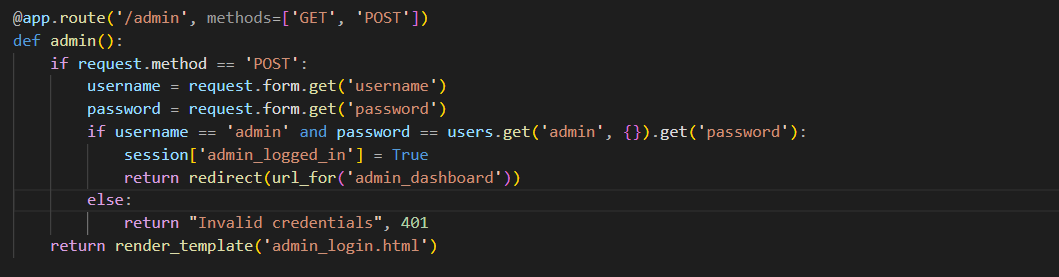 @app.route('/admin', methods=['GET', 'POST'])
def admin():
    if request.method == 'POST':
        username = request.form.get('username')
        password = request.form.get('password')
        if username == 'admin' and password == users.get('admin', {}).get('password'):
            session['admin_logged_in'] = True
            return redirect(url_for('admin_dashboard'))
        else:
            return "Invalid credentials", 401
    return render_template('admin_login.html')